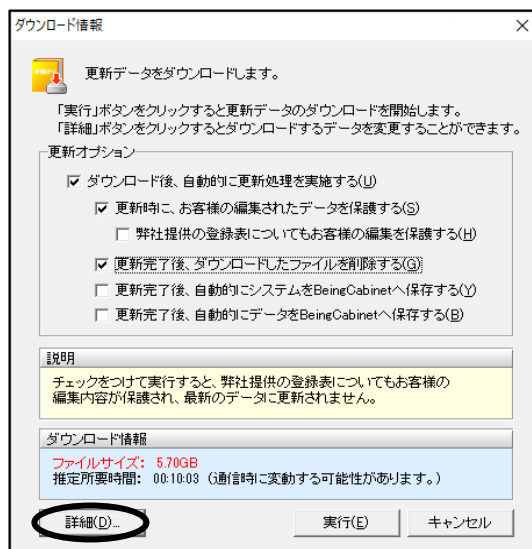 ダウンロード情報
更新データをダウンロードします。
「実行」ボタンをクリックすると更新データのダウンロードを開始します。
「詳細」ボタンをクリックするとダウンロードするデータを変更することができます。
更新オプション
ダウンロード後、自動的に更新処理を実施する(U)
更新時に、お客様の編集されたデータを保護する(S)
弊社提供の登録表についてもお客様の編集を保護する(H)
更新完了後、ダウンロードしたファイルを削除する(G)
更新完了後、自動的にシステムをBeingCabinetへ保存する(Y)
更新完了後、自動的にデータをBeingCabinetへ保存する(B)
説明
チェックをつけて実行すると、弊社提供の登録表についてもお客様の
編集内容が保護され、最新のデータに更新されません。
ダウンロード情報
ファイルサイズ: 5.70GB
推定所要時間: 00:10:03 (通信時に変動する可能性があります。)
詳細(D)... 実行(E) キャンセル